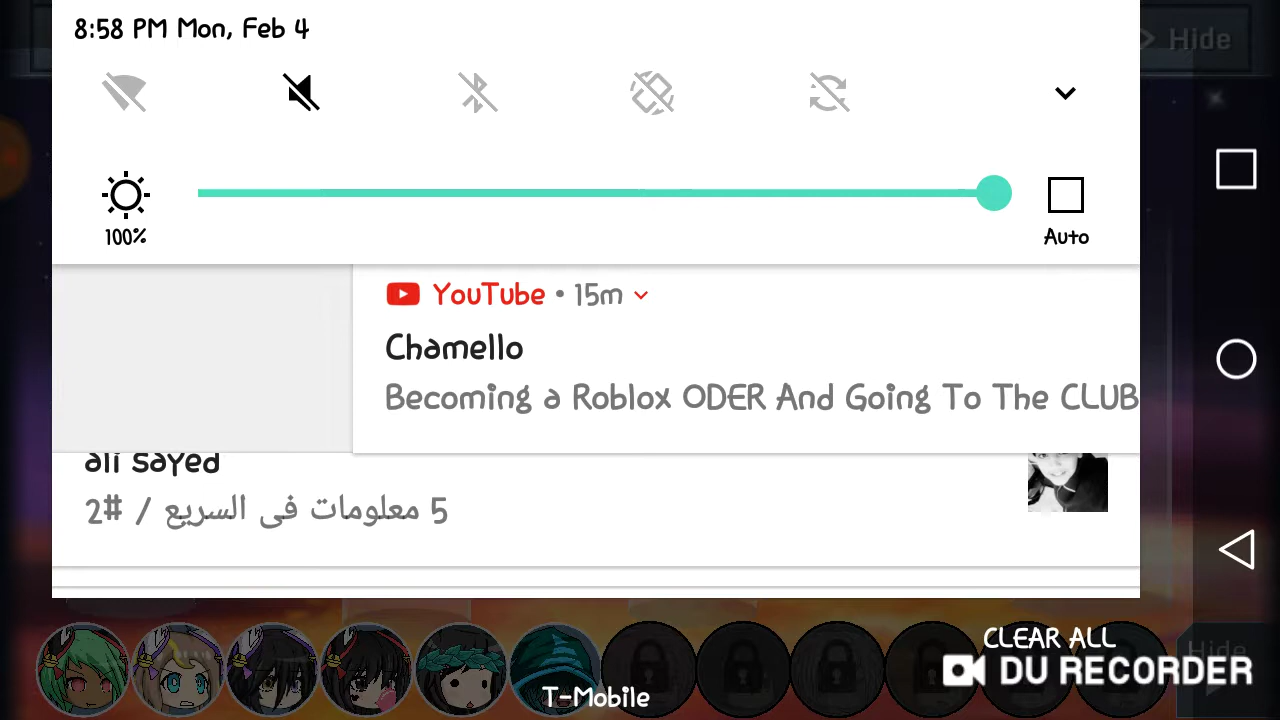 8:58 PM Mon, Feb 4
Hide
100%
Auto
YouTube • 15m
Chamello
Becoming a Roblox ODER And Going To The CLUB
ali sayed
5 معلومات فى السريع / #2
CLEAR ALL
Hide
DU RECORDER
T-Mobile